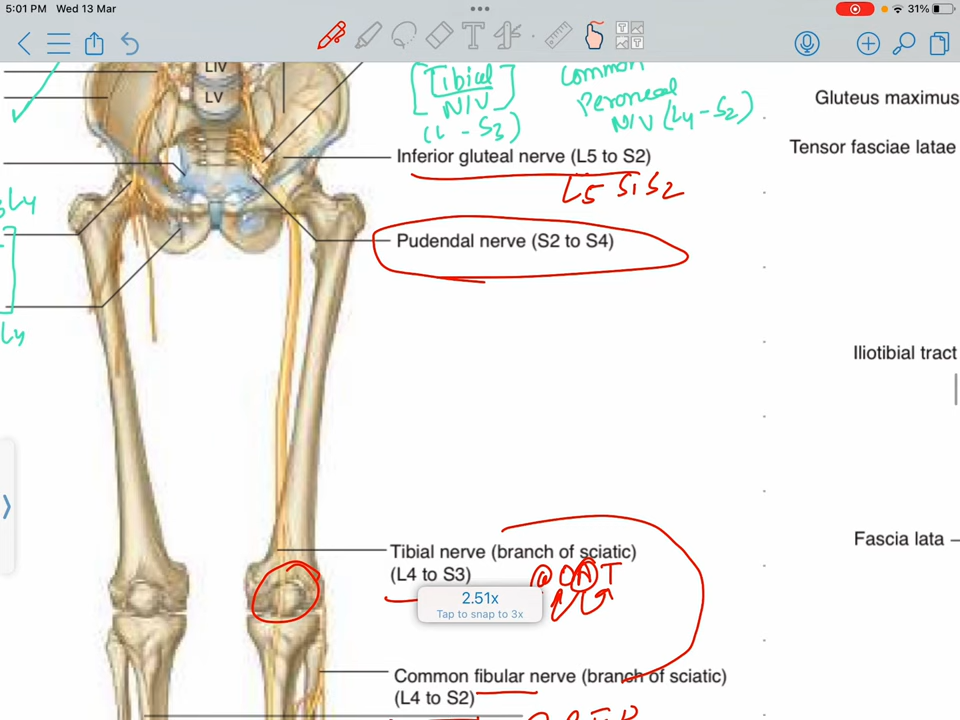 5:01 PM Wed 13 Mar
31%
LIV
LV
[Tibial] Common
N/V Peroneal
(L - S3) N/V (L4-S2)
Gluteus maximus
Tensor fasciae latae
Inferior gluteal nerve (L5 to S2)
L5 S1 S2
L4
Pudendal nerve (S2 to S4)
L4
Iliotibial tract
Fascia lata
Tibial nerve (branch of sciatic)
(L4 to S3)
2.51x
Tap to snap to 3x
Common fibular nerve (branch of sciatic)
(L4 to S2)